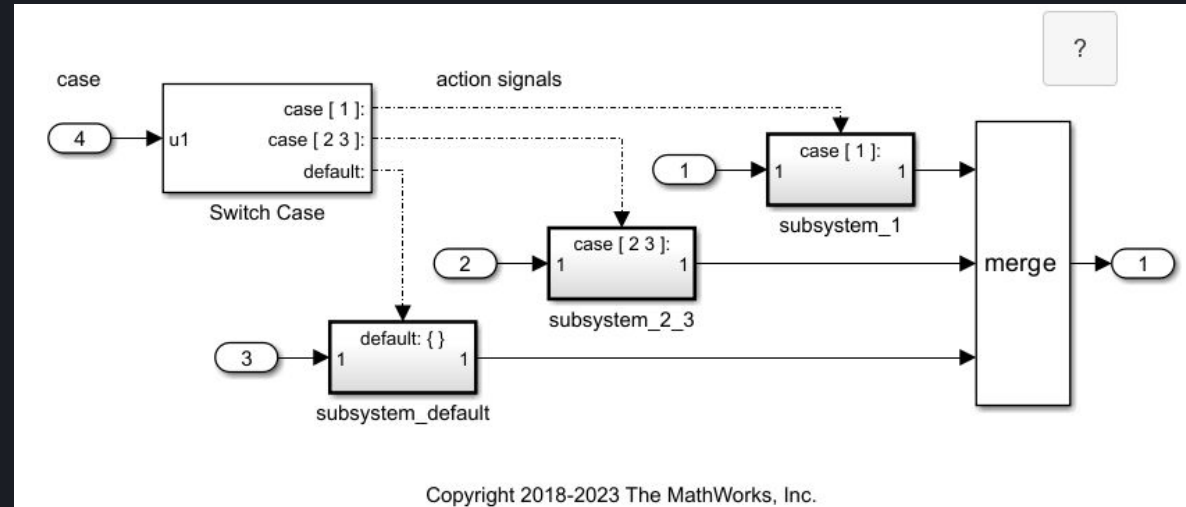 ?
case
action signals
4
u1
case [ 1 ]:
case [ 2 3 ]:
default:
Switch Case
1
case [ 1 ]:
1
1
subsystem_1
2
case [ 2 3 ]:
1
1
subsystem_2_3
3
default: { }
1
1
subsystem_default
merge
1
Copyright 2018-2023 The MathWorks, Inc.